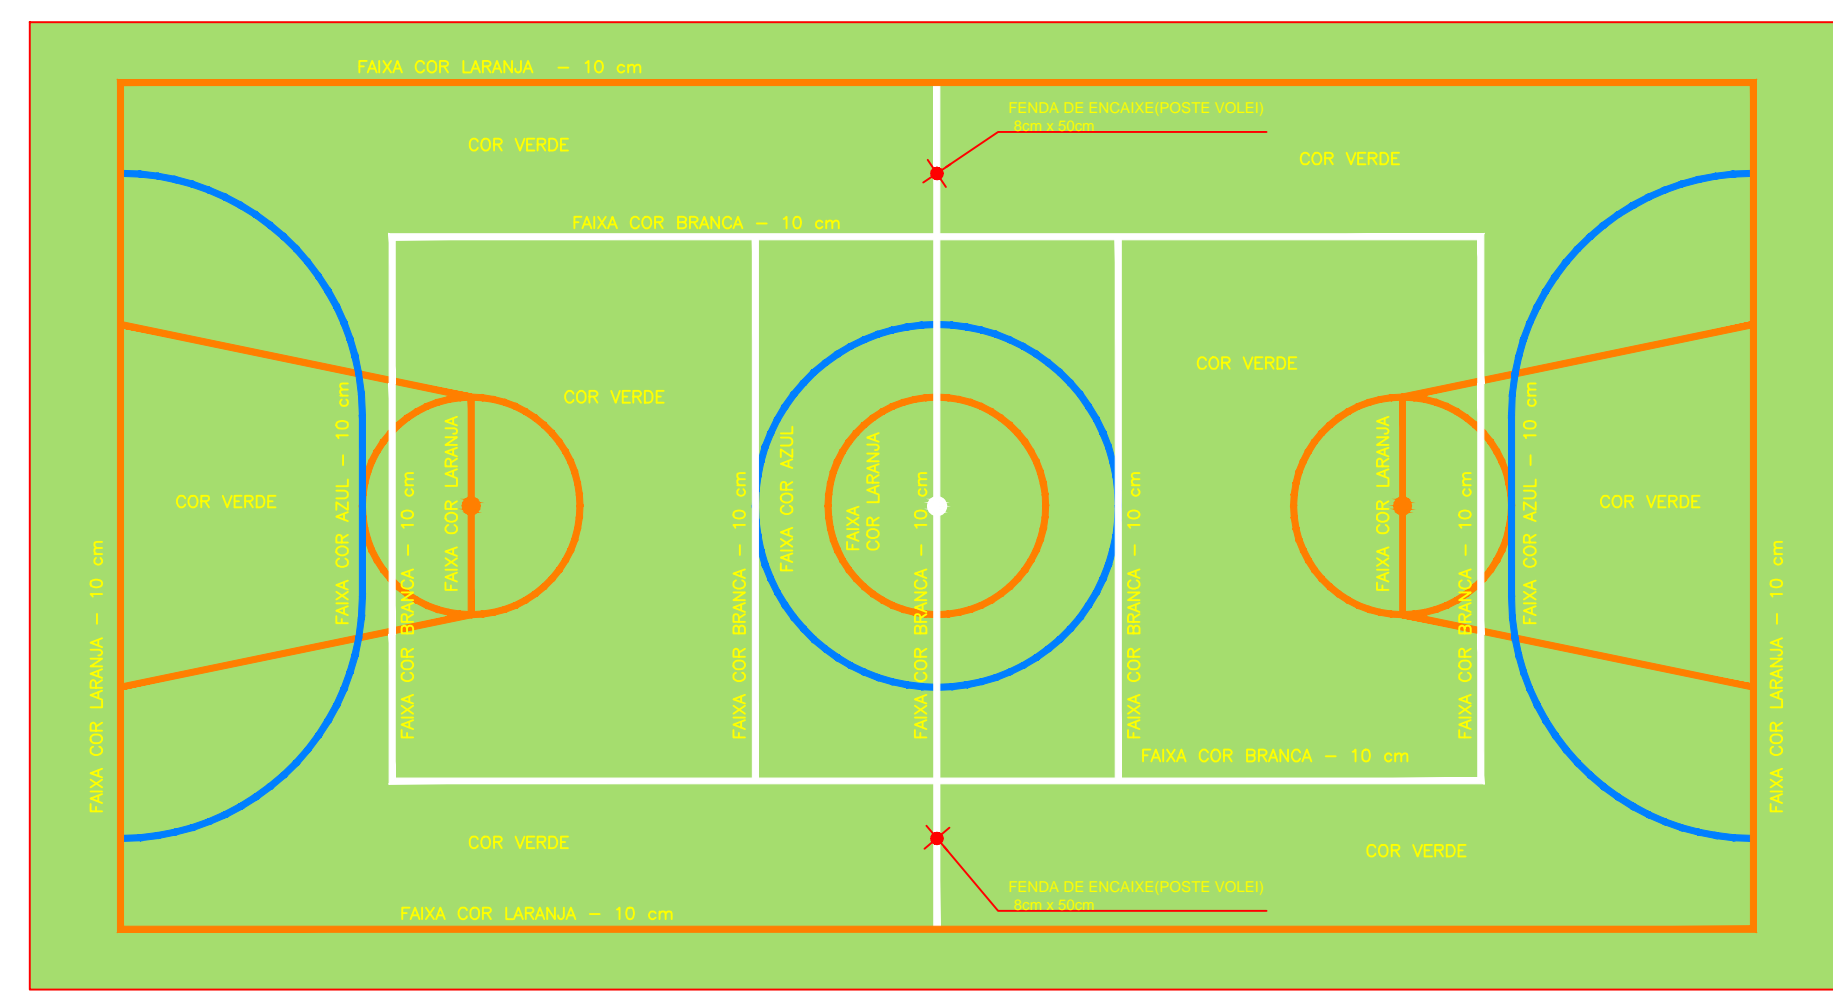 FAIXA COR LARANJA - 10 cm
FENDA DE ENCAIXE(POSTE VOLEI)
8cm x 50cm
COR VERDE
COR VERDE
FAIXA COR BRANCA - 10 cm
COR VERDE
COR VERDE
FAIXA COR LARANJA - 10 cm
COR VERDE
FAIXA COR AZUL - 10 cm
FAIXA COR BRANCA - 10 cm
FAIXA COR LARANJA
FAIXA COR BRANCA - 10 cm
FAIXA COR AZUL
FAIXA
COR LARANJA
FAIXA COR BRANCA - 10 cm
FAIXA COR BRANCA - 10 cm
FAIXA COR LARANJA
FAIXA COR BRANCA - 10 cm
FAIXA COR AZUL - 10 cm
COR VERDE
FAIXA COR LARANJA - 10 cm
FAIXA COR BRANCA - 10 cm
COR VERDE
COR VERDE
FENDA DE ENCAIXE(POSTE VOLEI)
8cm x 50cm
FAIXA COR LARANJA - 10 cm